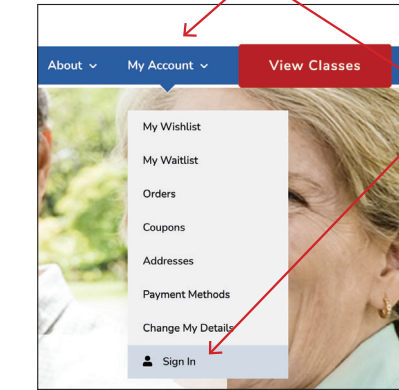 About My Account View Classes
My Wishlist
My Waitlist
Orders
Coupons
Addresses
Payment Methods
Change My Details
Sign In